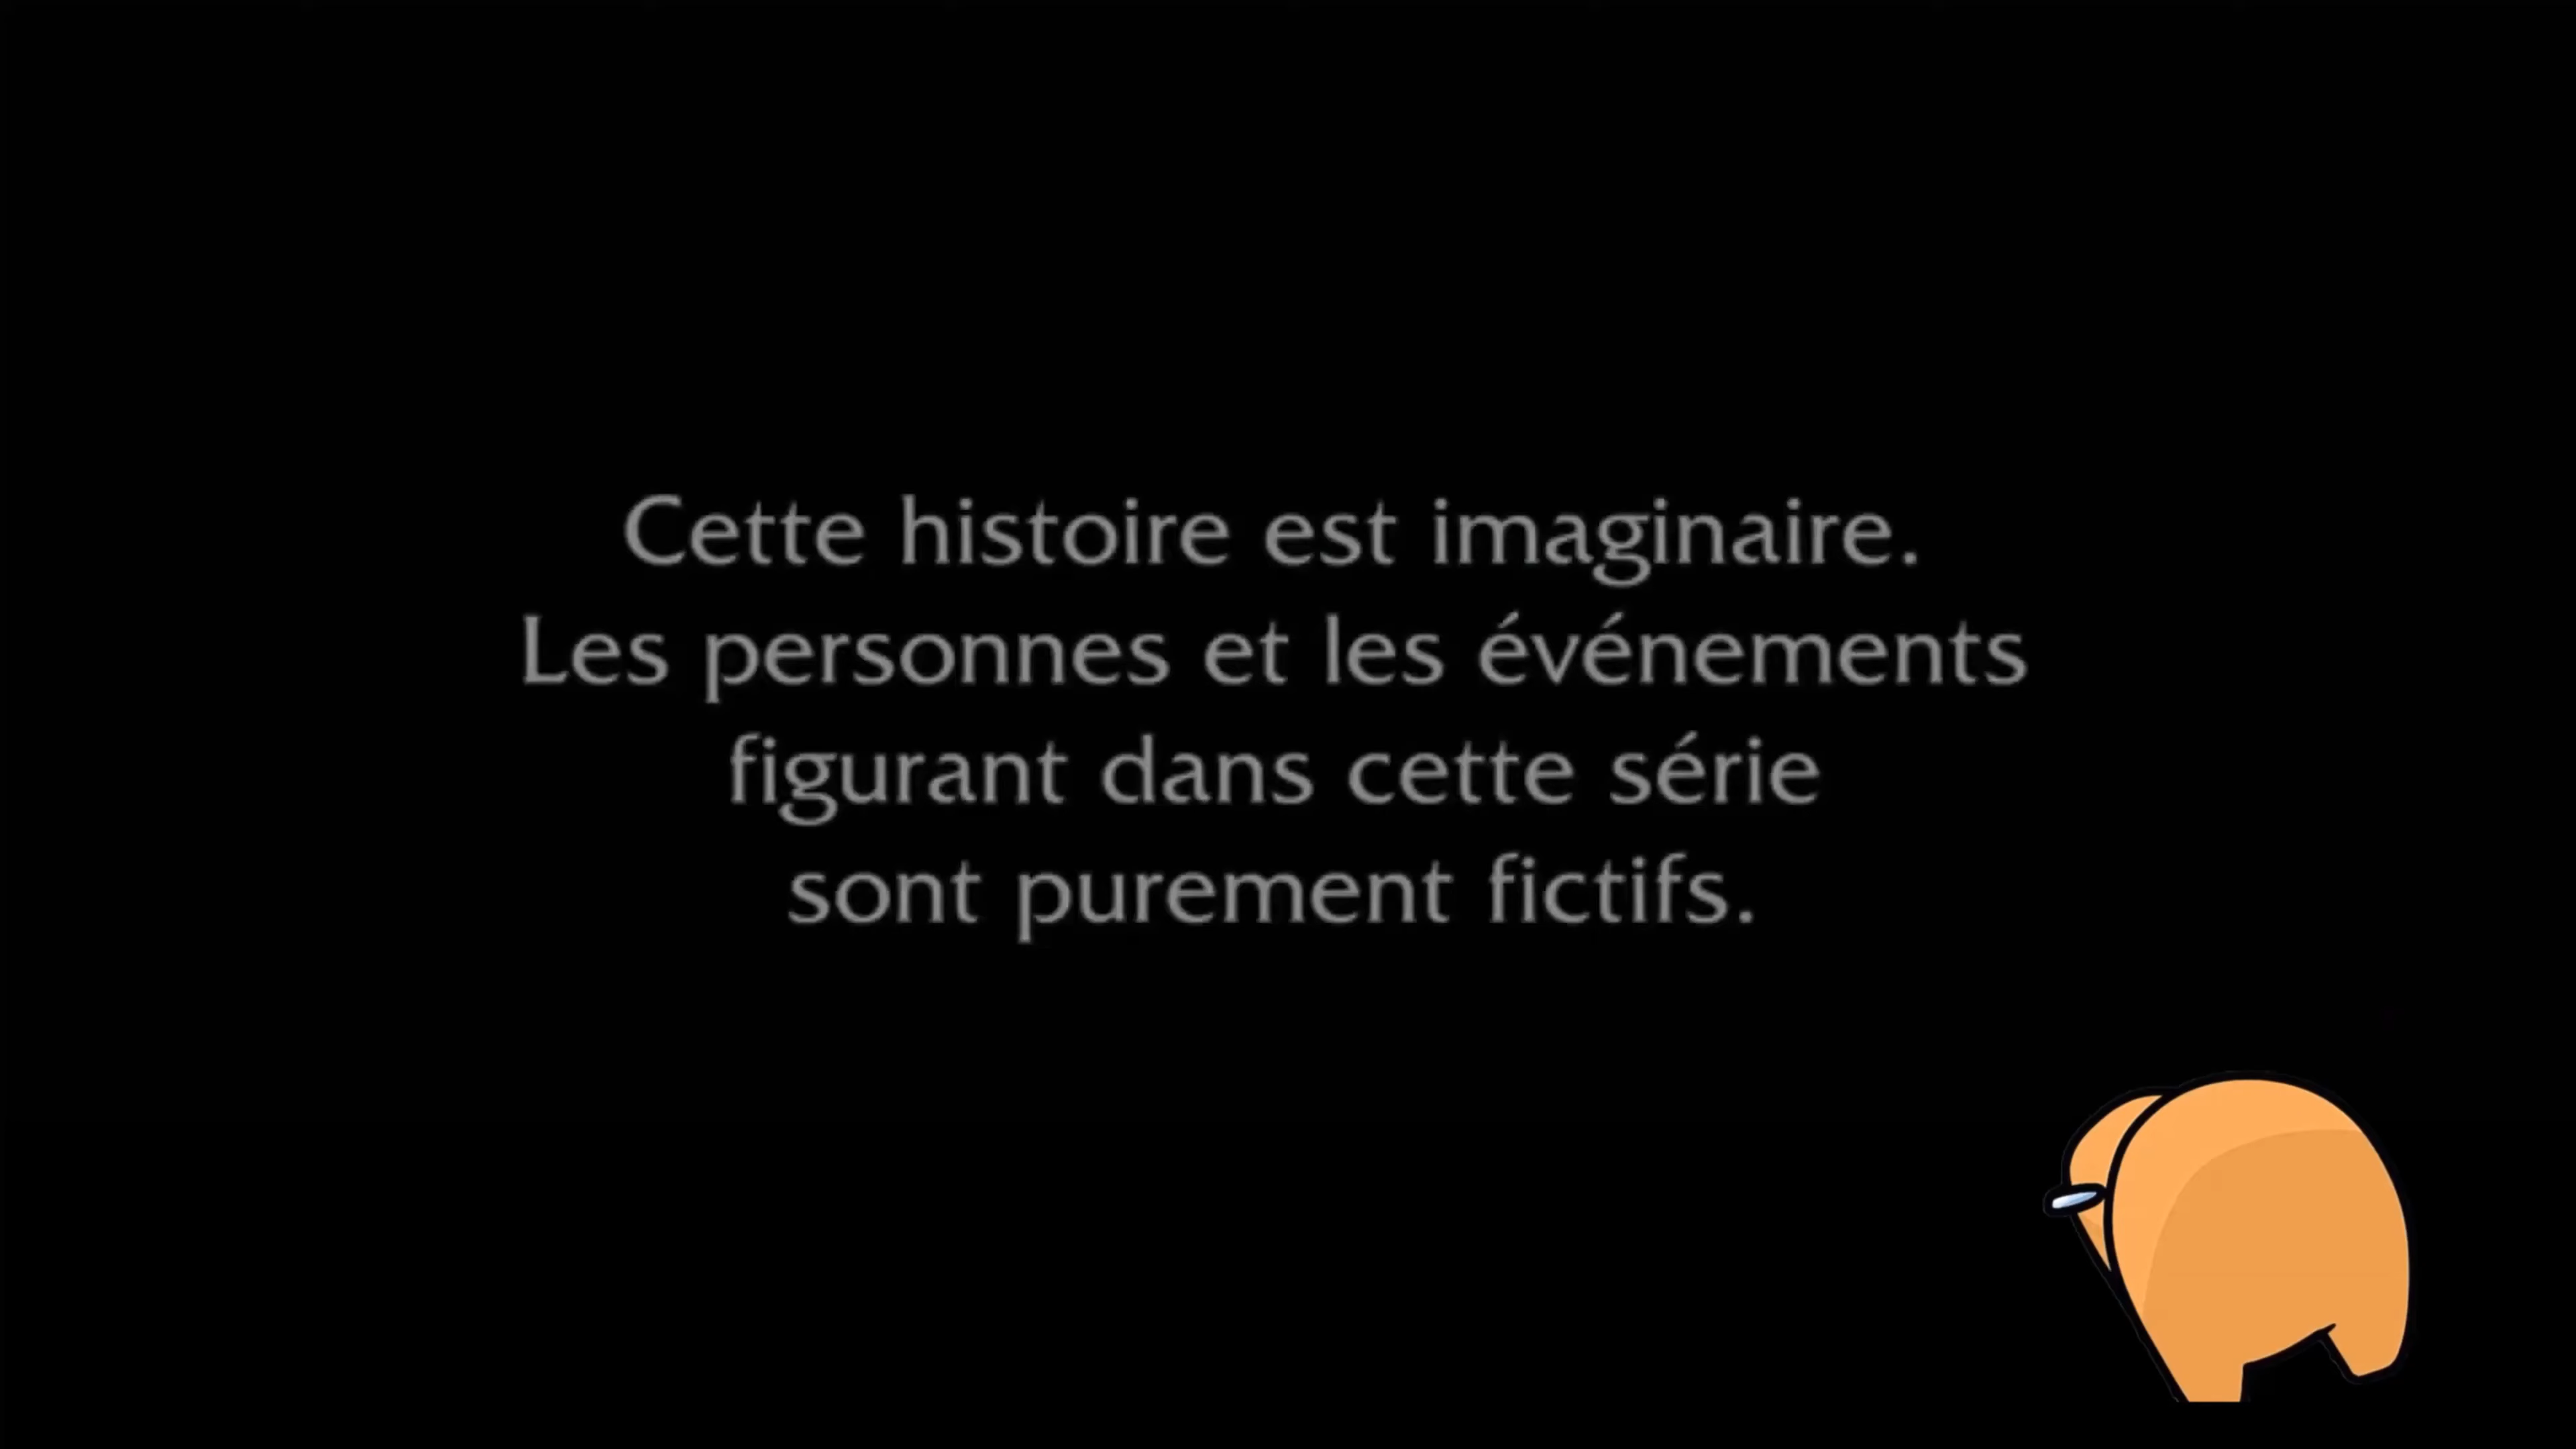 Cette histoire est imaginaire.
Les personnes et les événements
figurant dans cette série
sont purement fictifs.